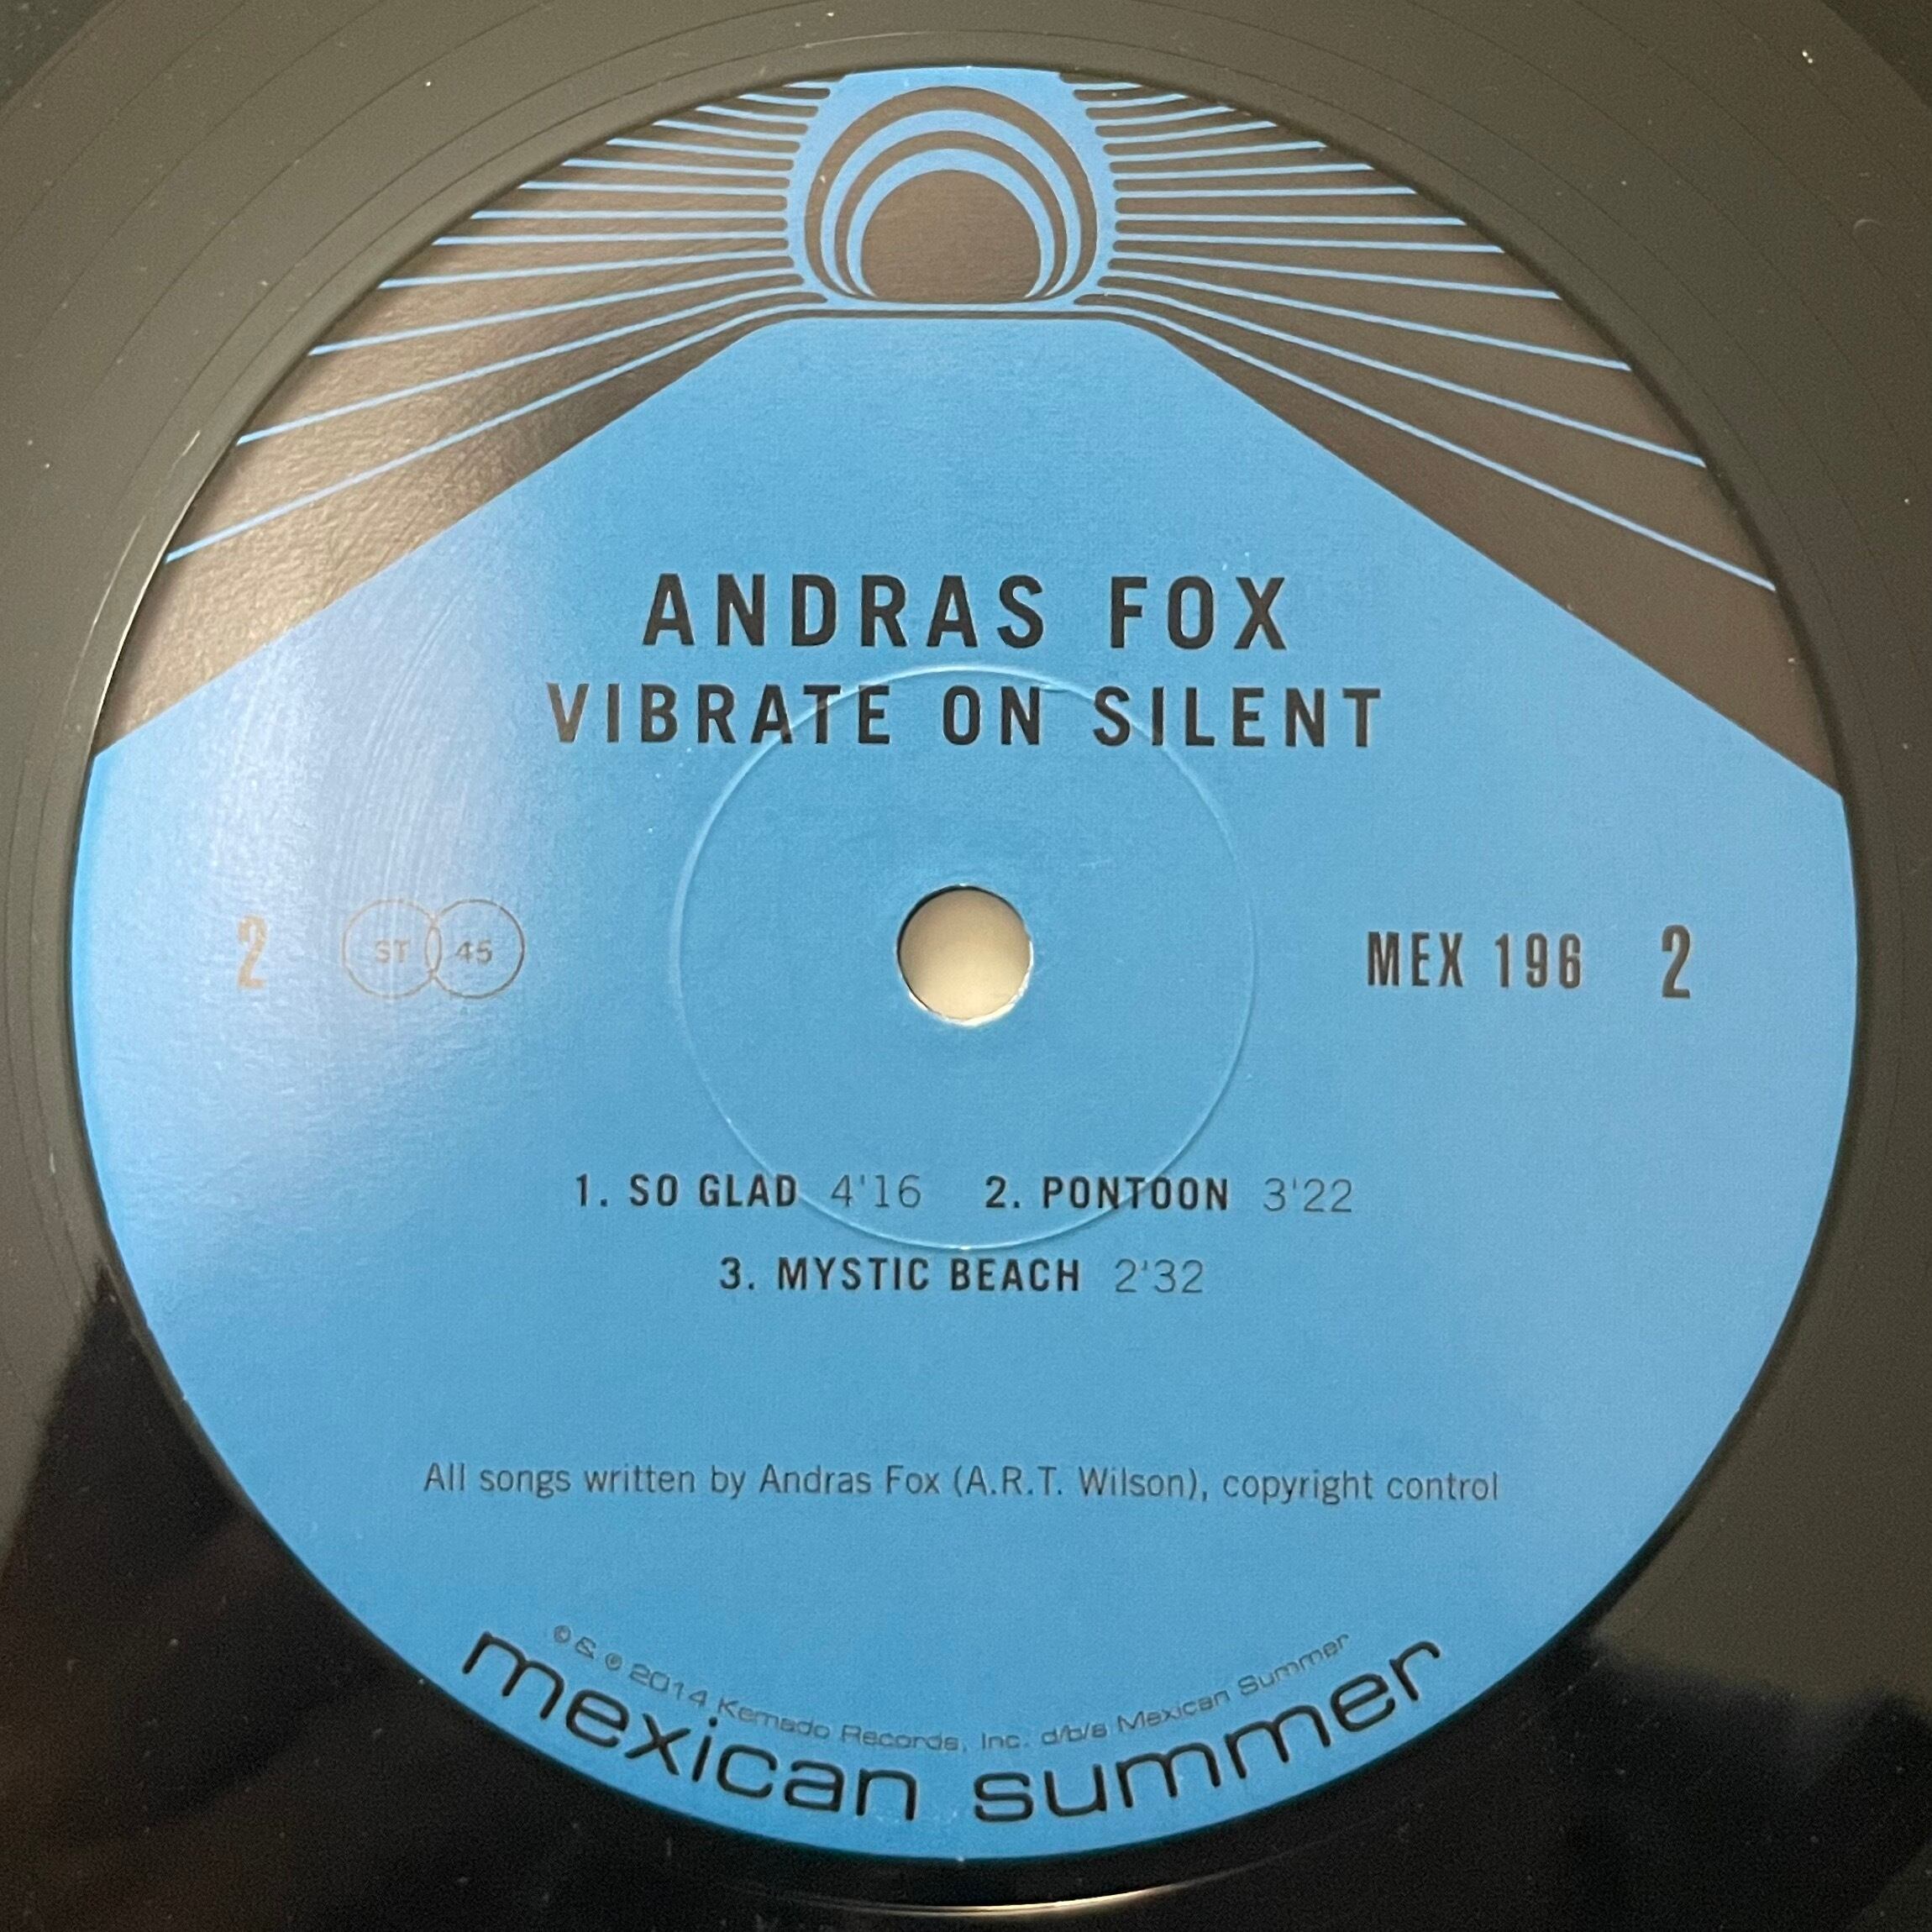 ANDRAS FOX
VIBRATE ON SILENT
2 ST 45 MEX 196 2
1. SO GLAD 4'16 2. PONTOON 3'22
3. MYSTIC BEACH 2'32
All songs written by Andras Fox (A.R.T. Wilson), copyright control
© & ℗ 2014 Kemado Records, Inc. d/b/a Mexican Summer
mexican summer